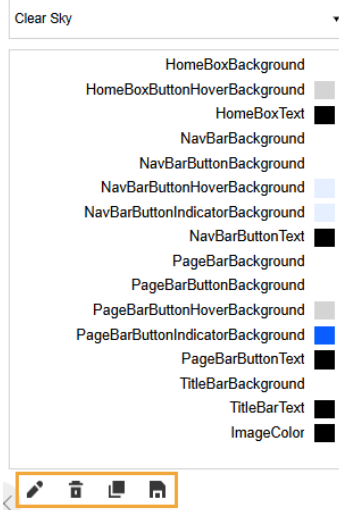 Clear Sky
HomeBoxBackground
HomeBoxButtonHoverBackground
HomeBoxText
NavBarBackground
NavBarButtonBackground
NavBarButtonHoverBackground
NavBarButtonIndicatorBackground
NavBarButtonText
PageBarBackground
PageBarButtonBackground
PageBarButtonHoverBackground
PageBarButtonIndicatorBackground
PageBarButtonText
TitleBarBackground
TitleBarText
ImageColor